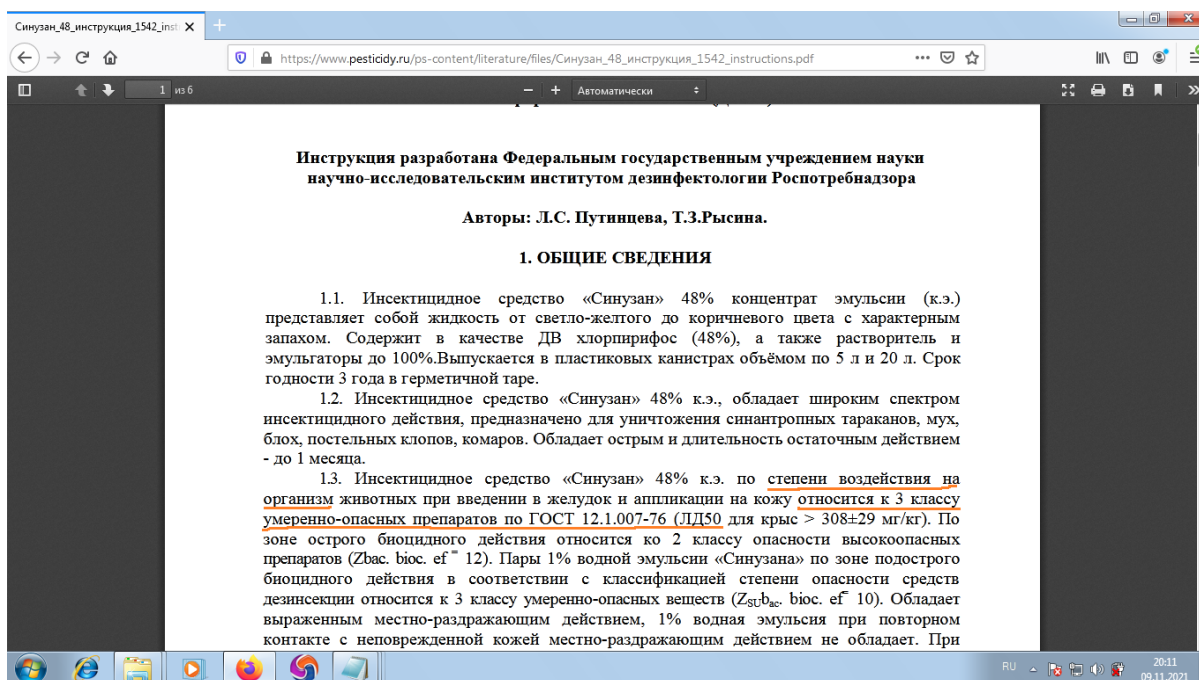 Синузан_48_инструкция_1542_inst
https://www.pesticidy.ru/ps-content/literature/files/Синузан_48_инструкция_1542_instructions.pdf
1 из 6
Автоматически
Инструкция разработана Федеральным государственным учреждением науки
научно-исследовательским институтом дезинфектологии Роспотребнадзора
Авторы: Л.С. Путинцева, Т.З.Рысина.
1. ОБЩИЕ СВЕДЕНИЯ
1.1. Инсектицидное средство «Синузан» 48% концентрат эмульсии (к.э.)
представляет собой жидкость от светло-желтого до коричневого цвета с характерным
запахом. Содержит в качестве ДВ хлорпирифос (48%), а также растворитель и
эмульгаторы до 100%.Выпускается в пластиковых канистрах объёмом по 5 л и 20 л. Срок
годности 3 года в герметичной таре.
1.2. Инсектицидное средство «Синузан» 48% к.э., обладает широким спектром
инсектицидного действия, предназначено для уничтожения синантропных тараканов, мух,
блох, постельных клопов, комаров. Обладает острым и длительность остаточным действием
- до 1 месяца.
1.3. Инсектицидное средство «Синузан» 48% к.э. по степени воздействия на
организм животных при введении в желудок и аппликации на кожу относится к 3 классу
умеренно-опасных препаратов по ГОСТ 12.1.007-76 (ЛД50 для крыс > 308±29 мг/кг). По
зоне острого биоцидного действия относится ко 2 классу опасности высокоопасных
препаратов (Zbac. bioc. ef = 12). Пары 1% водной эмульсии «Синузана» по зоне подострого
биоцидного действия в соответствии с классификацией степени опасности средств
дезинсекции относится к 3 классу умеренно-опасных веществ (ZSUbac. bioc. ef= 10). Обладает
выраженным местно-раздражающим действием, 1% водная эмульсия при повторном
контакте с неповрежденной кожей местно-раздражающим действием не обладает. При
RU
20:11
09.11.2021